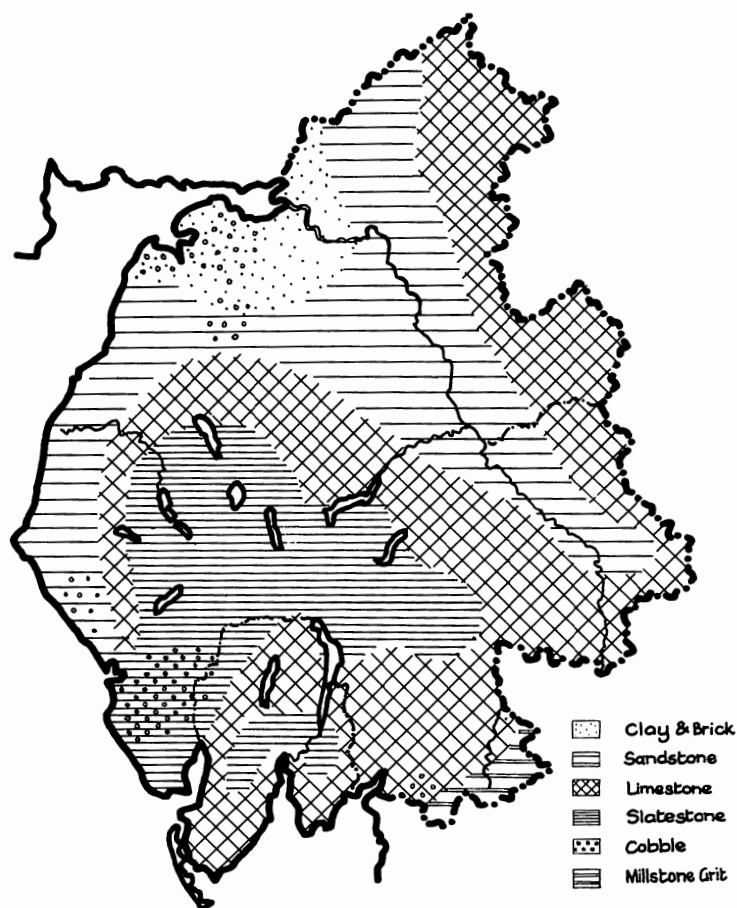 Clay & Brick
Sandstone
Limestone
Slatestone
Cobble
Millstone Grit